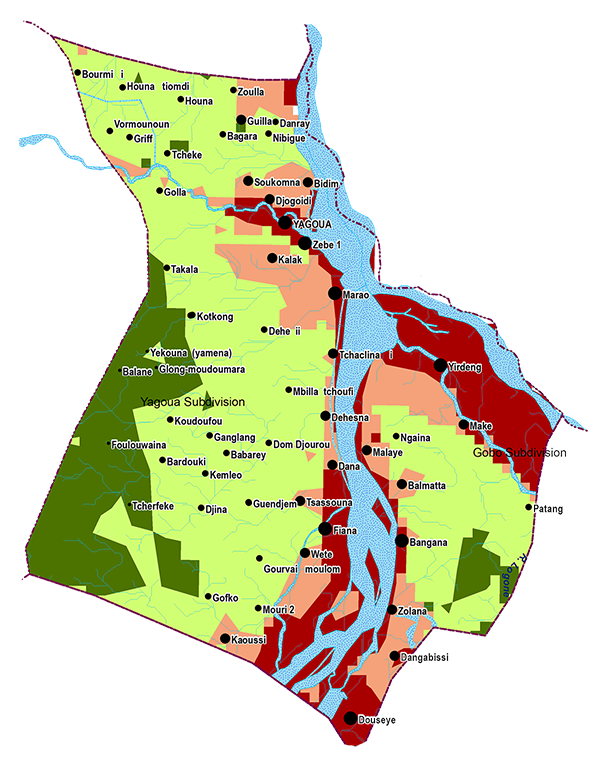 Bourmi i
Houna tiomdi
Houna
Zoulla
Vormounoun
Griff
Guilla
Danray
Bagara
Nibigue
Tcheke
Golla
Soukomna
Bidim
Djogoidi
YAGOUA
Zebe 1
Kalak
Takala
Marao
Kotkong
Dehe ii
Yekouna (yamena)
Balane
Glong-moudoumara
Tchaclina i
Yirdeng
Mbilla tchoufi
Yagoua Subdivision
Koudoufou
Dehesna
Make
Foulouwaina
Ganglang
Dom Djourou
Ngaina
Gobo Subdivision
Bardouki
Babarey
Malaye
Kemleo
Dana
Balmatta
Tcherfeke
Djina
Guendjem
Tsassouna
Patang
Fiana
Bangana
Wete
Gourvai moulom
R. Logone
Gofko
Mouri 2
Zolana
Kaoussi
Dangabissi
Douseye